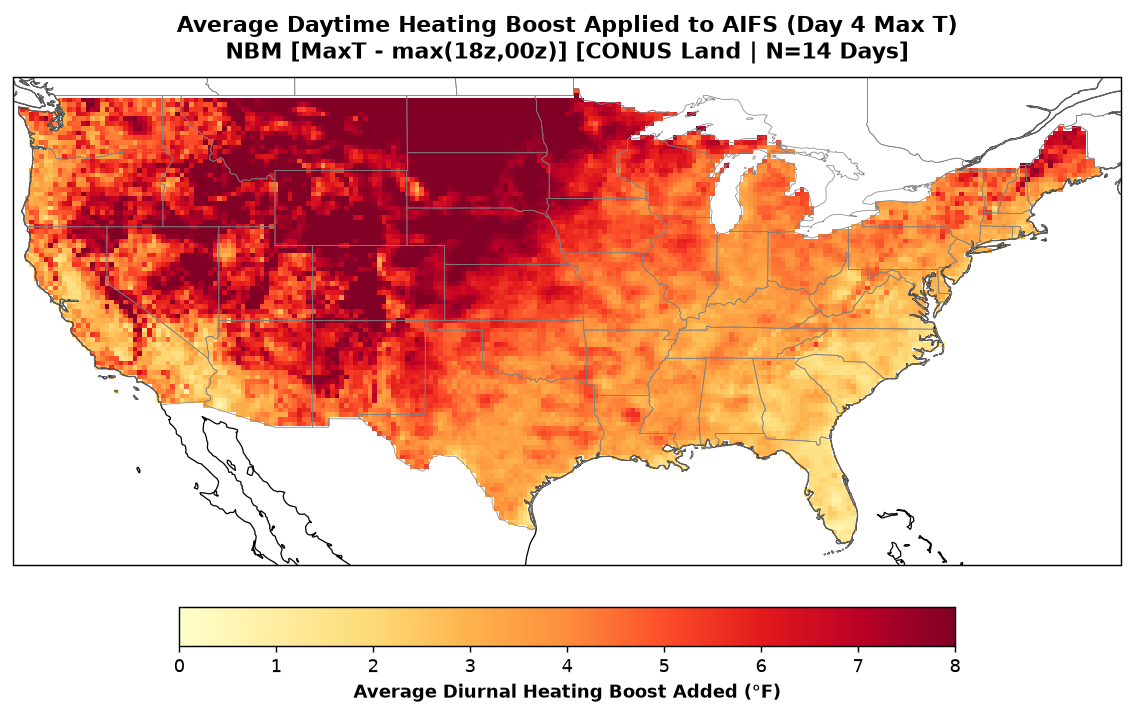 Average Daytime Heating Boost Applied to AIFS (Day 4 Max T)
NBM [MaxT - max(18z,00z)] [CONUS Land | N=14 Days]
0 1 2 3 4 5 6 7 8
Average Diurnal Heating Boost Added (°F)